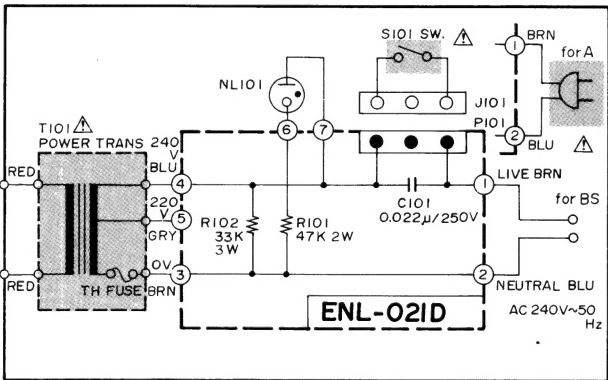 S101 SW.
1
BRN
for A
NL101
J101
P101
2
BLU
T101
POWER TRANS
240
V
BLU
6
7
RED
4
1
LIVE BRN
220
V
GRY
5
C101
0.022μ/250V
for BS
R102
33K
3W
R101
47K 2W
0V
RED
TH FUSE
BRN
3
2
NEUTRAL BLU
ENL-021D
AC 240V~50
Hz